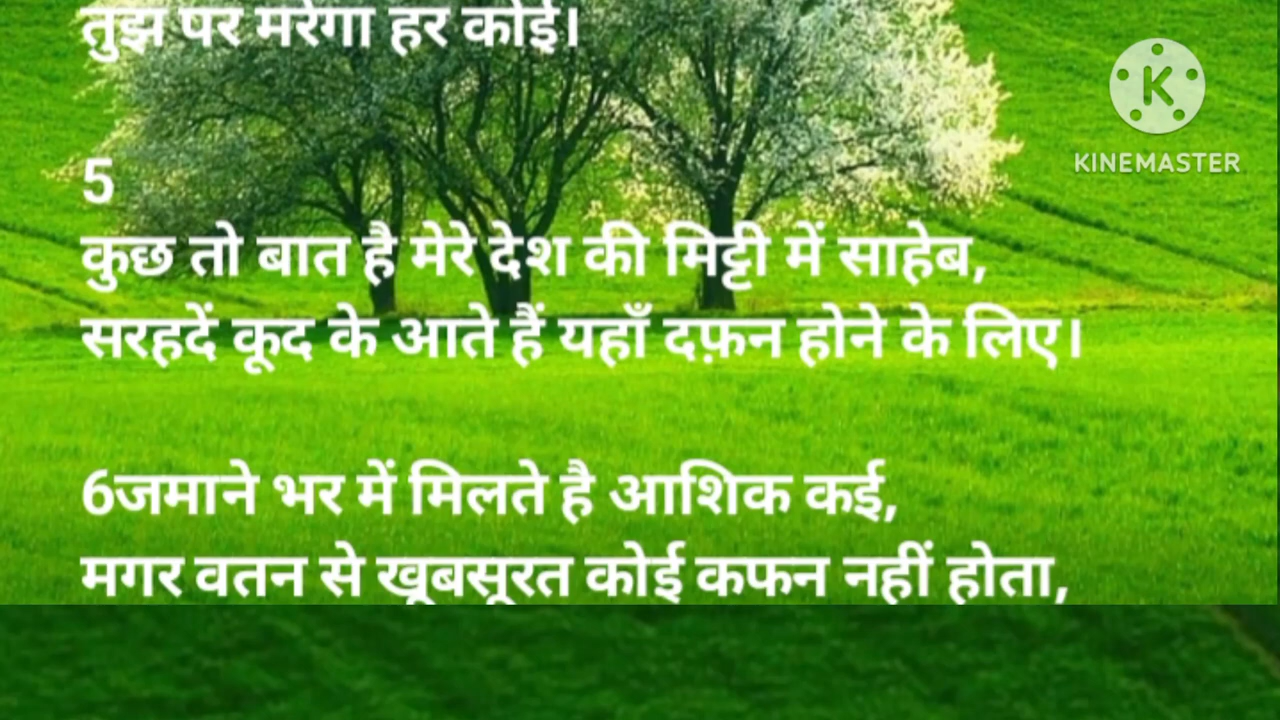 तुझ पर मरेगा हर कोई।
KINEMASTER
5
कुछ तो बात है मेरे देश की मिट्टी में साहेब,
सरहदें कूद के आते हैं यहाँ दफ़न होने के लिए।
6जमाने भर में मिलते है आशिक कई,
मगर वतन से खूबसूरत कोई कफन नहीं होता,